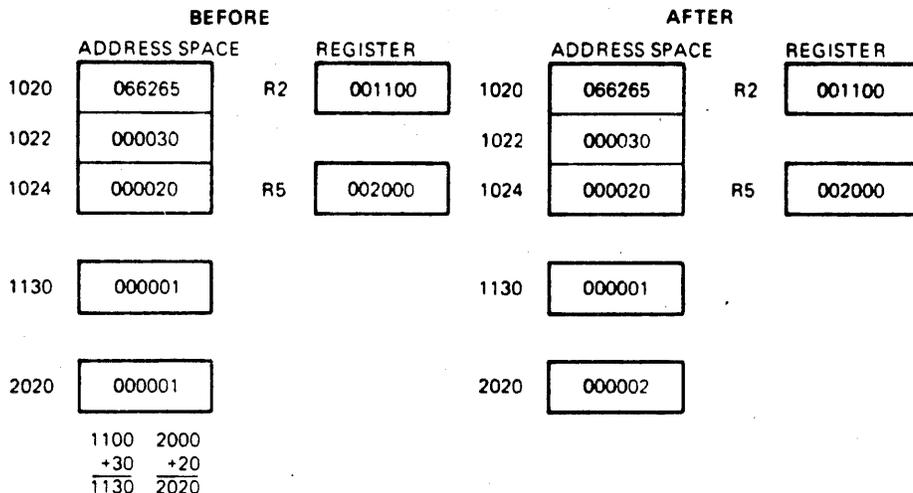 BEFORE AFTER
ADDRESS SPACE REGISTER ADDRESS SPACE REGISTER
1020 066265 R2 001100 1020 066265 R2 001100
1022 000030 1022 000030
1024 000020 R5 002000 1024 000020 R5 002000
1130 000001 1130 000001
2020 000001 2020 000002
1100 2000
+30 +20
1130 2020